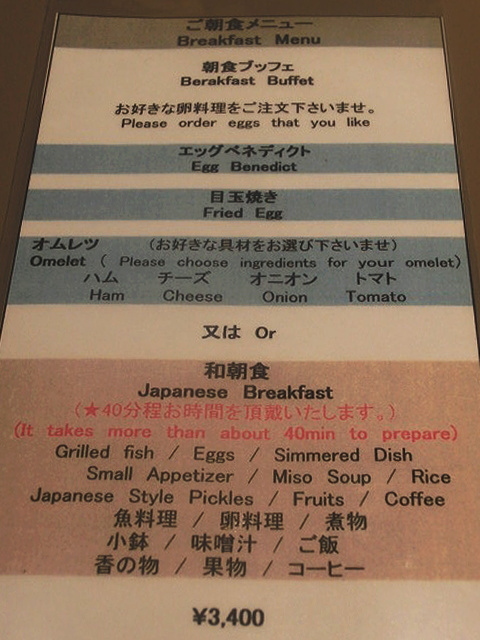 ご朝食メニュー
Breakfast Menu
朝食ブッフェ
Berakfast Buffet
お好きな卵料理をご注文下さいませ。
Please order eggs that you like
エッグベネディクト
Egg Benedict
目玉焼き
Fried Egg
オムレツ (お好きな具材をお選び下さいませ)
Omelet ( Please choose ingredients for your omelet)
ハム チーズ オニオン トマト
Ham Cheese Onion Tomato
又は Or
和朝食
Japanese Breakfast
(★40分程お時間を頂戴いたします。)
(It takes more than about 40min to prepare)
Grilled fish / Eggs / Simmered Dish
Small Appetizer / Miso Soup / Rice
Japanese Style Pickles / Fruits / Coffee
魚料理 / 卵料理 / 煮物
小鉢 / 味噌汁 / ご飯
香の物 / 果物 / コーヒー
¥3,400